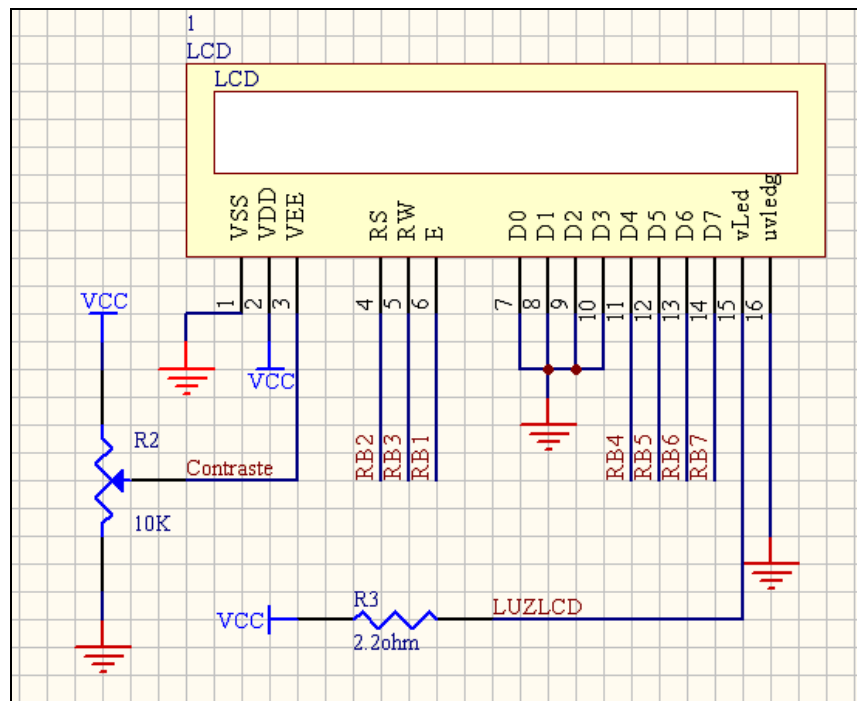 1
LCD
LCD
VSS VDD VEE RS RW E D0 D1 D2 D3 D4 D5 D6 D7 vLed uvledg
1 2 3 4 5 6 7 8 9 10 11 12 13 14 15 16
VCC
VCC
R2
Contraste
10K
RB2 RB3 RB1 RB4 RB5 RB6 RB7
R3
LUZLCD
VCC
2.2ohm